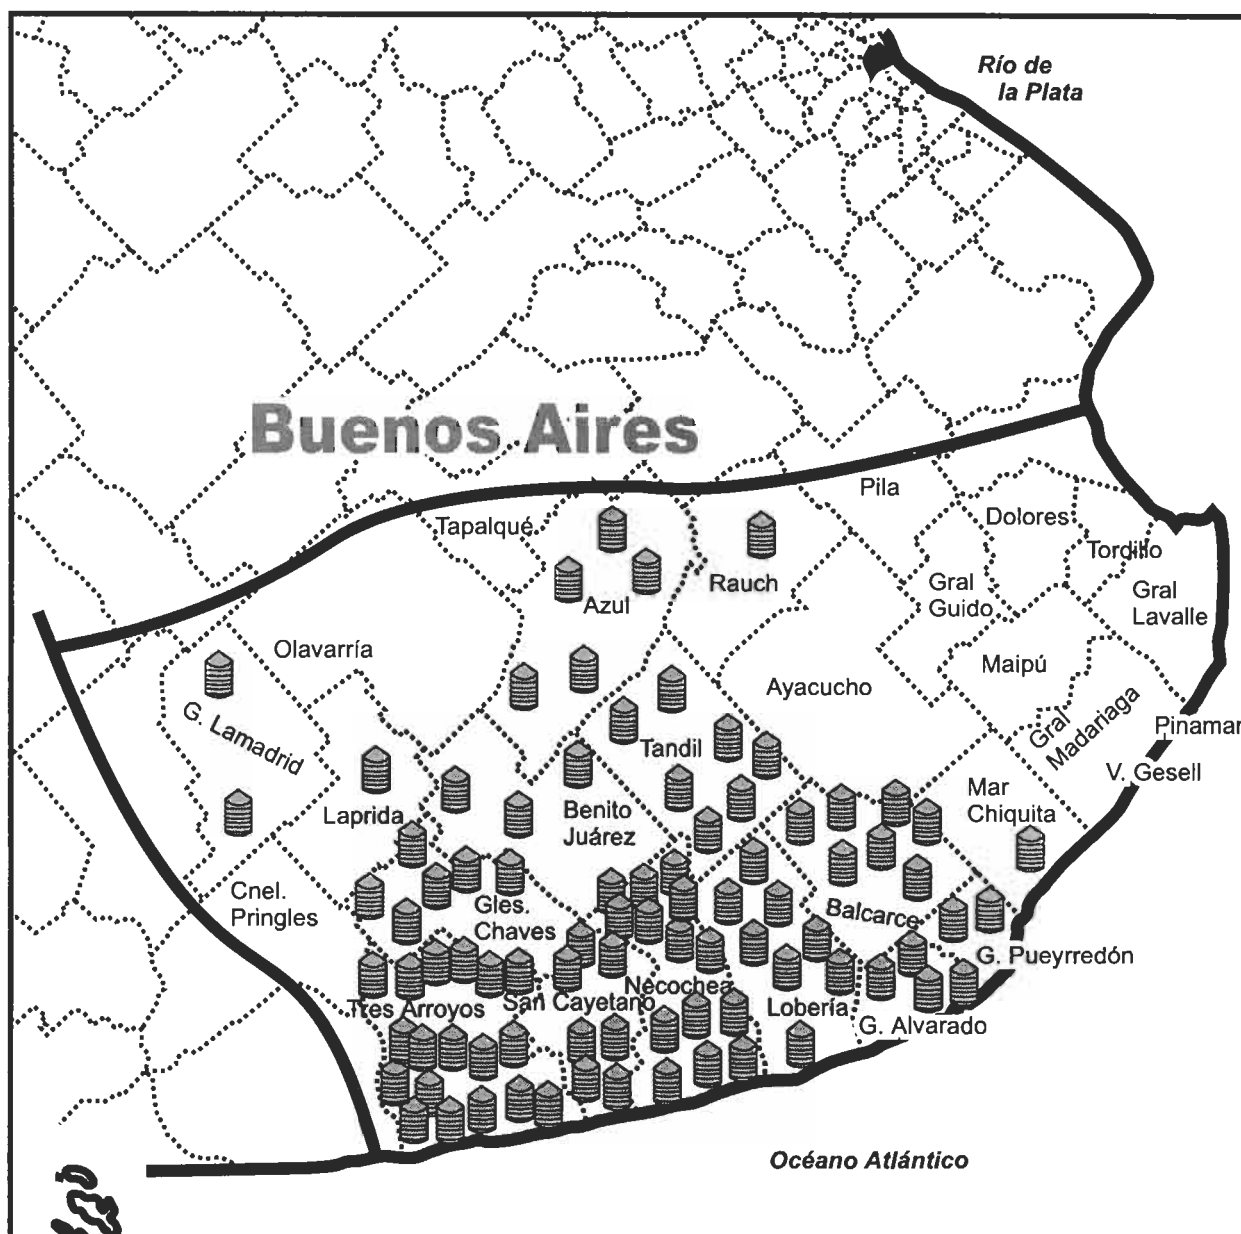 Río de
la Plata
Buenos Aires
Pila
Tapalqué
Dolores
Tordillo
Rauch
Azul
Gral
Guido
Gral
Lavalle
Olavarría
Maipú
Ayacucho
G. Lamadrid
Gral
Madariaga
Pinamar
Tandil
V. Gesell
Mar
Chiquita
Laprida
Benito
Juárez
Cnel.
Pringles
Gles.
Chaves
Balcarce
G. Pueyrredón
Necochea
San Cayetano
Tres Arroyos
Lobería
G. Alvarado
Océano Atlántico